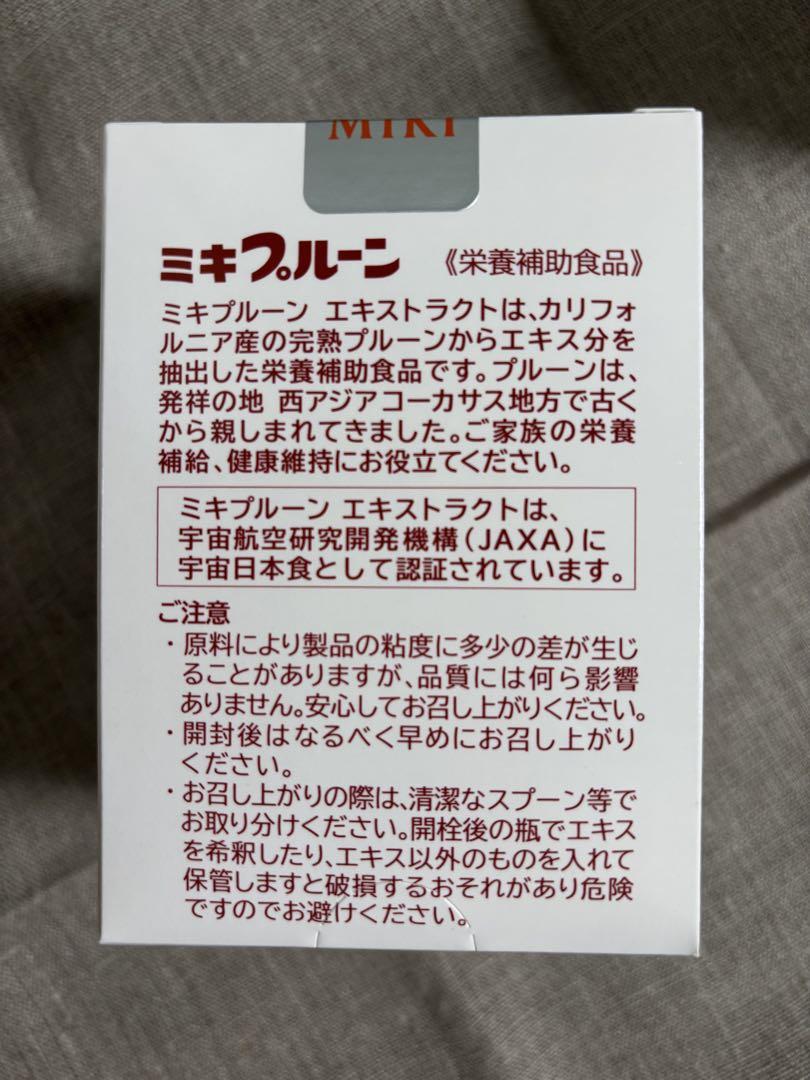 MIKI
ミキプルーン 《栄養補助食品》
ミキプルーン エキストラクトは、カリフォ
ルニア産の完熟プルーンからエキス分を
抽出した栄養補助食品です。プルーンは、
発祥の地 西アジアコーカサス地方で古く
から親しまれてきました。ご家族の栄養
補給、健康維持にお役立てください。
ミキプルーン エキストラクトは、
宇宙航空研究開発機構(JAXA)に
宇宙日本食として認証されています。
ご注意
・原料により製品の粘度に多少の差が生じ
ることがありますが、品質には何ら影響
ありません。安心してお召し上がりください。
・開封後はなるべく早めにお召し上がり
ください。
・お召し上がりの際は、清潔なスプーン等で
お取り分けください。開栓後の瓶でエキス
を希釈したり、エキス以外のものを入れて
保管しますと破損するおそれがあり危険
ですのでお避けください。